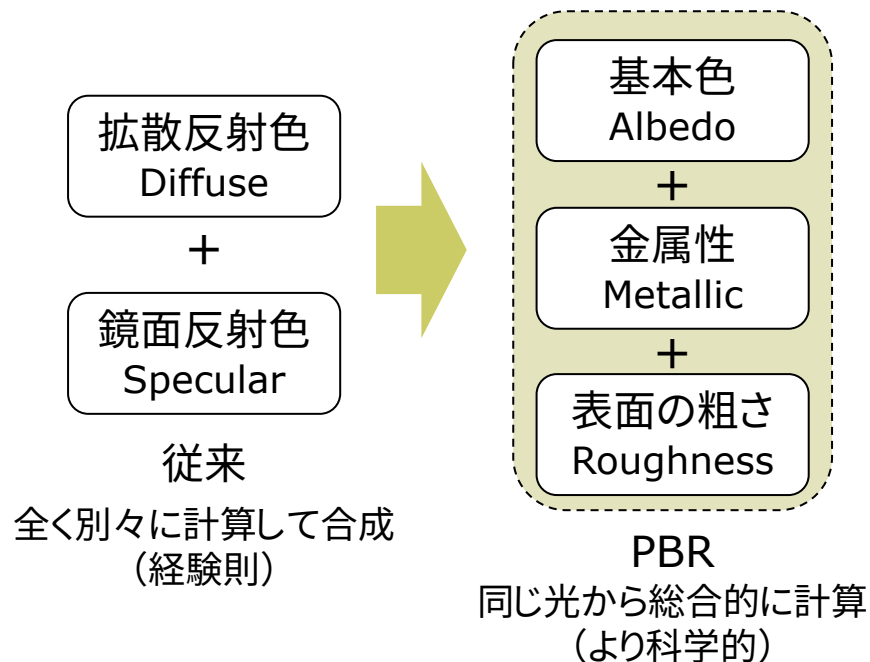 拡散反射色
Diffuse
+
鏡面反射色
Specular
従来
全く別々に計算して合成
（経験則）
基本色
Albedo
+
金属性
Metallic
+
表面の粗さ
Roughness
PBR
同じ光から総合的に計算
（より科学的）